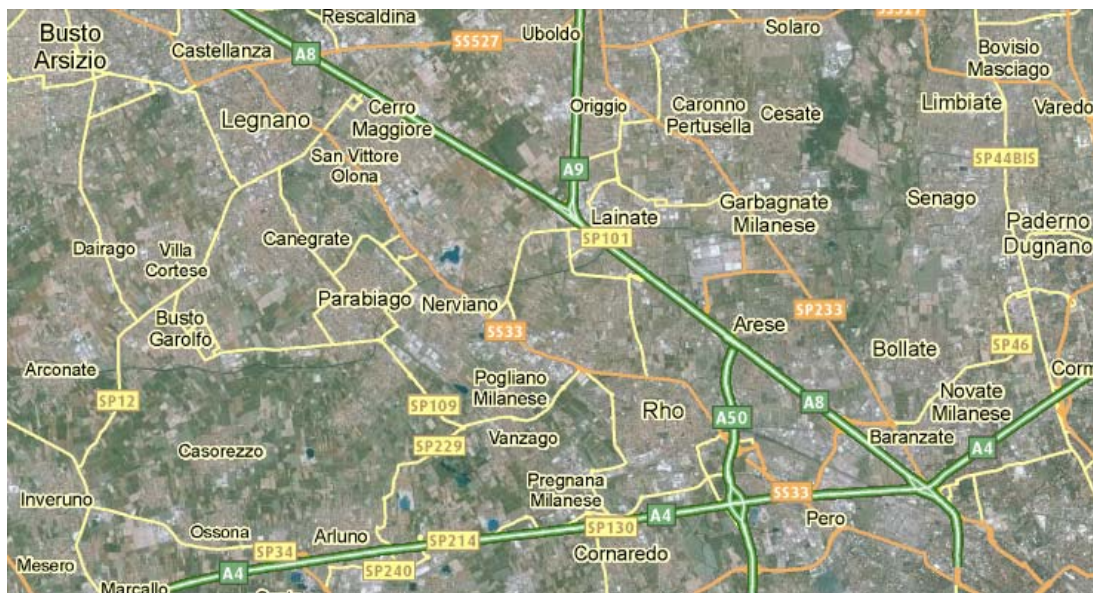 Rescaldina
Busto
Arsizio
Castellanza
A8
SS527
Uboldo
Solaro
Bovisio
Masciago
Legnano
Cerro
Maggiore
Origgio
Caronno
Pertusella
Cesate
Limbiate
Varedo
San Vittore
Olona
A9
SP44BIS
Lainate
SP101
Garbagnate
Milanese
Senago
Paderno
Dugnano
Dairago
Villa
Cortese
Canegrate
Parabiago
Nerviano
Busto
Garolfo
SS33
SP233
Arese
Bollate
SP46
Arconate
SP12
Pogliano
Milanese
SP109
Rho
A50
A8
Novate
Milanese
Corm
Casorezzo
SP229
Vanzago
Baranzate
A4
Inveruno
Pregnana
Milanese
SS33
Ossona
Arluno
SP214
SP130
A4
Pero
Mesero
SP34
SP240
Cornaredo
Marcallo
A4